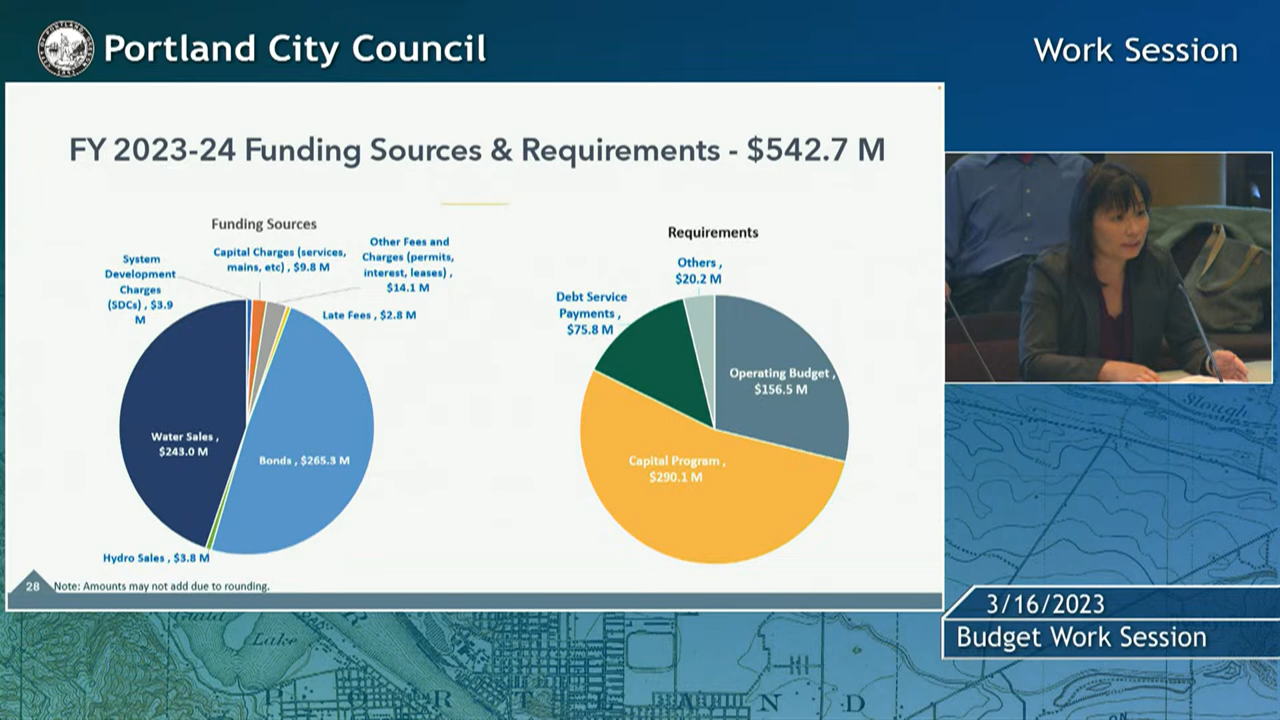 Portland City Council
Work Session
FY 2023-24 Funding Sources & Requirements - $542.7 M
Funding Sources
System
Development
Charges
(SDCs) , $3.9
M
Capital Charges (services,
mains, etc) , $9.8 M
Other Fees and
Charges (permits,
interest, leases) ,
$14.1 M
Late Fees , $2.8 M
Water Sales ,
$243.0 M
Bonds , $265.3 M
Hydro Sales , $3.8 M
Requirements
Others ,
$20.2 M
Debt Service
Payments ,
$75.8 M
Operating Budget ,
$156.5 M
Capital Program ,
$290.1 M
28
Note: Amounts may not add due to rounding.
Slough
3/16/2023
Budget Work Session
Guild
Lake
P O R T L A N D